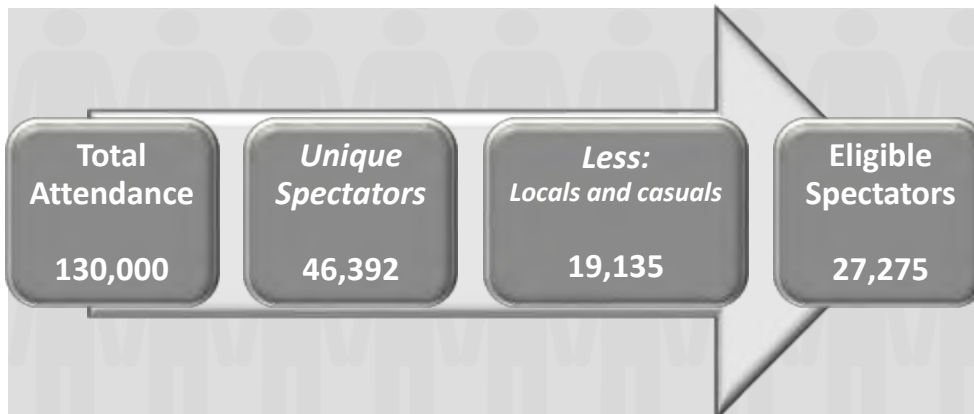 Total
Attendance
130,000
Unique
Spectators
46,392
Less:
Locals and casuals
19,135
Eligible
Spectators
27,275